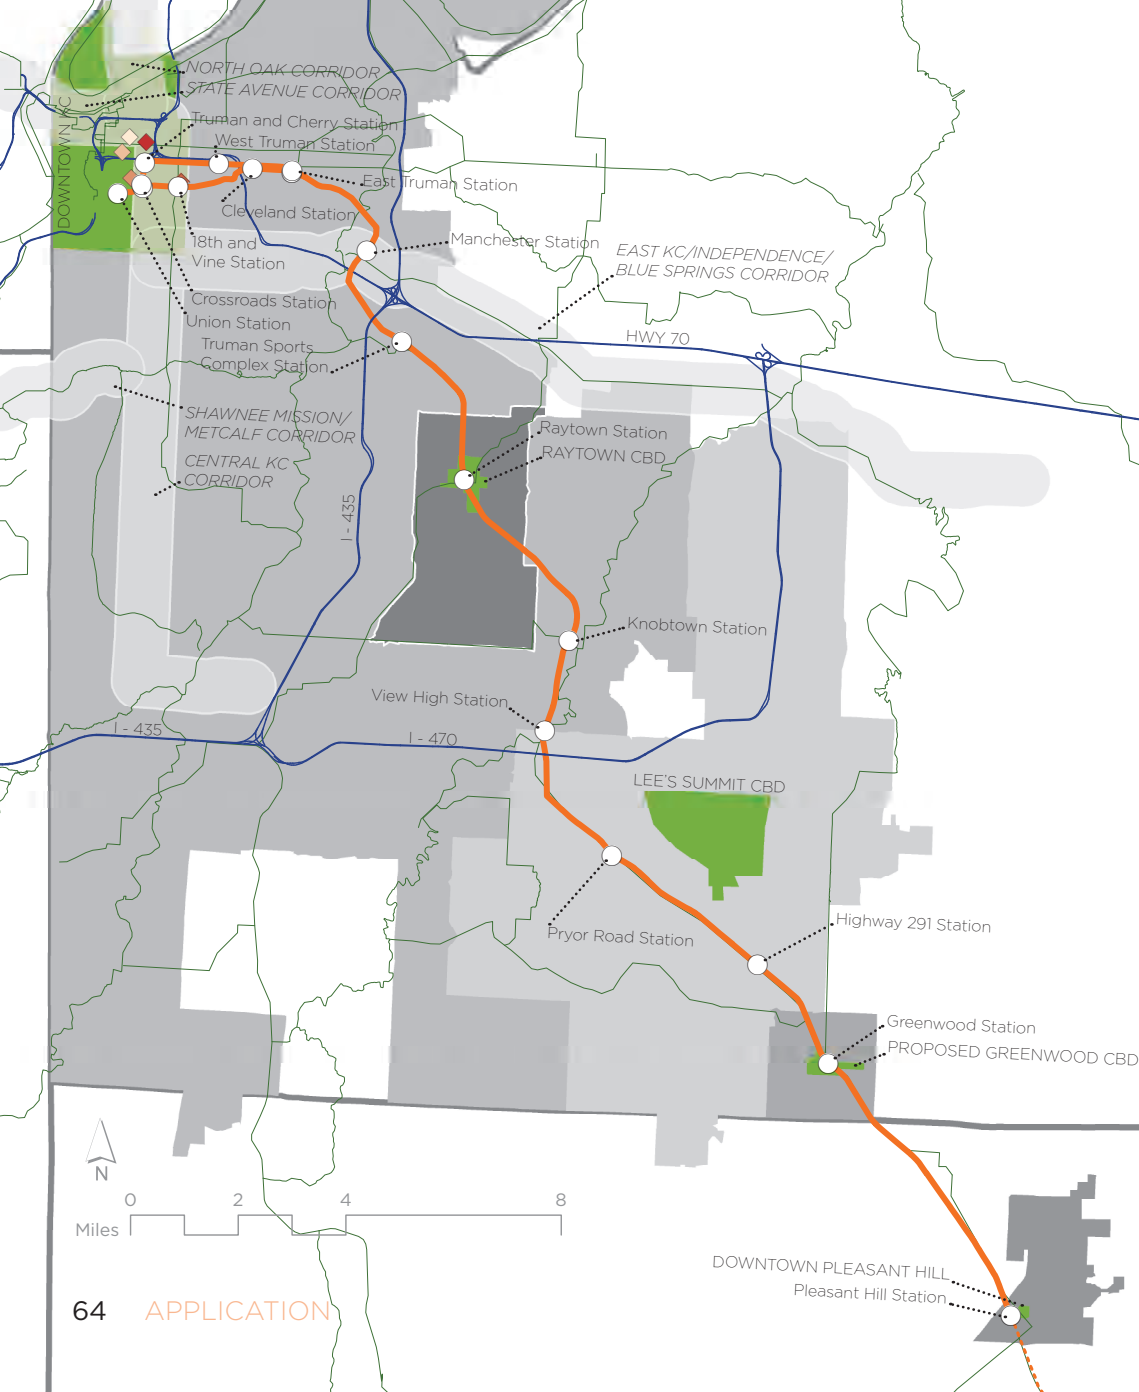 NORTH OAK CORRIDOR
STATE AVENUE CORRIDOR
DOWNTOWN KC
Truman and Cherry Station
West Truman Station
East Truman Station
Cleveland Station
18th and
Vine Station
Manchester Station
EAST KC/INDEPENDENCE/
BLUE SPRINGS CORRIDOR
Crossroads Station
Union Station
Truman Sports
Complex Station
HWY 70
SHAWNEE MISSION/
METCALF CORRIDOR
Raytown Station
RAYTOWN CBD
CENTRAL KC
CORRIDOR
I - 435
Knobtown Station
View High Station
I - 435
I - 470
LEE'S SUMMIT CBD
Pryor Road Station
Highway 291 Station
Greenwood Station
PROPOSED GREENWOOD CBD
N
0 2 4 8
Miles
DOWNTOWN PLEASANT HILL
Pleasant Hill Station
64 APPLICATION